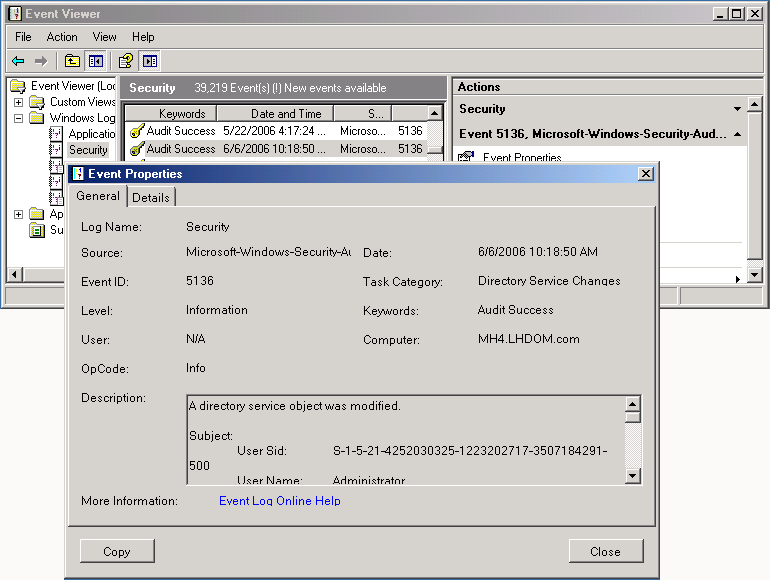 Event Viewer
File Action View Help
Event Viewer (Loc
Custom Views
Windows Log
Applicatio
Security
Ap
Su
Security 39,219 Event(s) (!) New events available
Keywords Date and Time S...
Audit Success 5/22/2006 4:17:24 ... Microso... 5136
Audit Success 6/6/2006 10:18:50 ... Microso... 5136
Actions
Security
Event 5136, Microsoft-Windows-Security-Aud...
Event Properties
Event Properties
General Details
Log Name: Security
Source: Microsoft-Windows-Security-Au Date: 6/6/2006 10:18:50 AM
Event ID: 5136 Task Category: Directory Service Changes
Level: Information Keywords: Audit Success
User: N/A Computer: MH4.LHDOM.com
OpCode: Info
Description: A directory service object was modified.
Subject:
User Sid: S-1-5-21-4252030325-1223202717-3507184291-
500
User Name: Administrator
More Information: Event Log Online Help
Copy Close